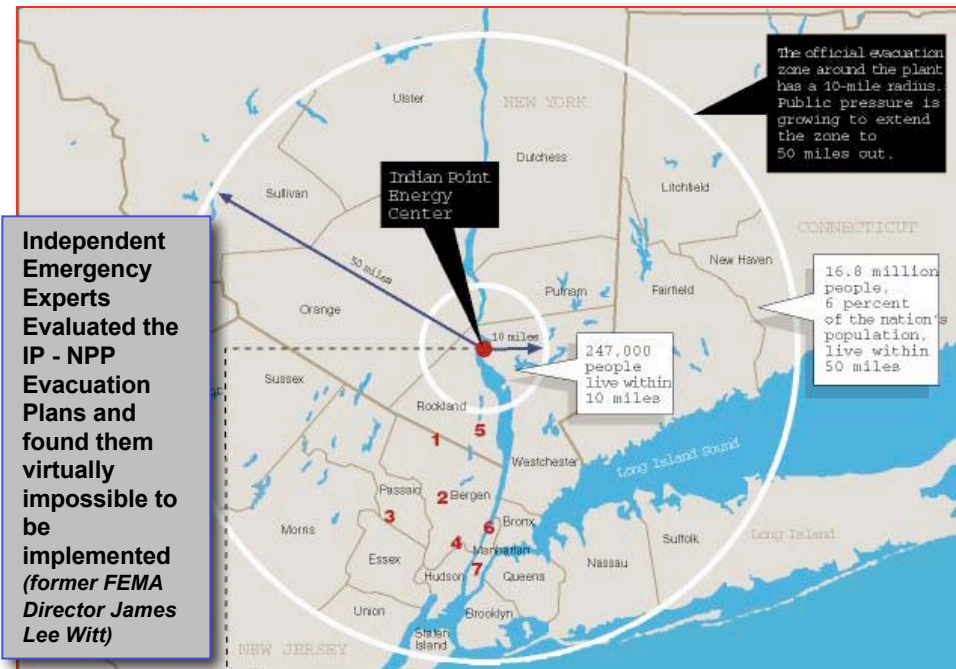 Independent
Emergency
Experts
Evaluated the
IP - NPP
Evacuation
Plans and
found them
virtually
impossible to
be
implemented
(former FEMA
Director James
Lee Witt)
The official evacuation
zone around the plant
has a 10-mile radius.
Public pressure is
growing to extend
the zone to
50 miles out.
Ulster
NEW YORK
Dutchess
Indian Point
Energy
Center
Sullivan
Litchfield
CONNECTICUT
50 miles
New Haven
Putnam
Fairfield
Orange
10 miles
16.8 million
people,
6 percent
of the nation's
population,
live within
50 miles
247,000
people
live within
10 miles
Sussex
Rockland
1
5
Westchester
Long Island Sound
Passaic
2
Bergen
3
6
Bronx
Morris
4
Manhattan
Suffolk
Long Island
Essex
Nassau
Hudson
7
Queens
Union
Brooklyn
Staten
Island
NEW JERSEY